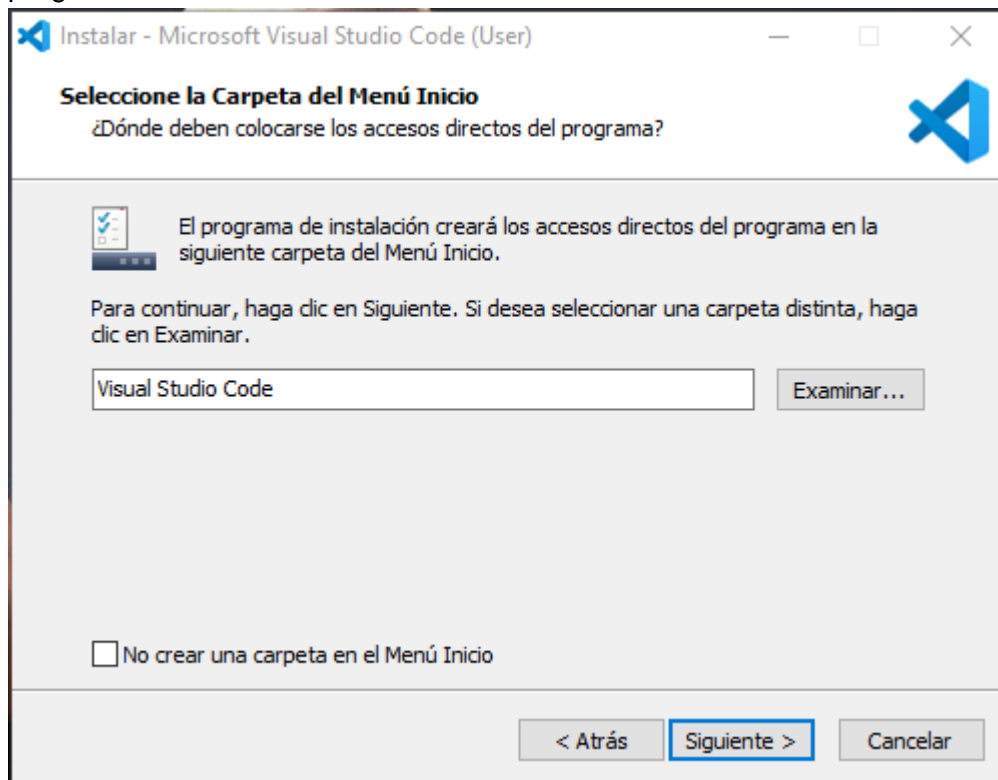 Instalar - Microsoft Visual Studio Code (User)
Seleccione la Carpeta del Menú Inicio
¿Dónde deben colocarse los accesos directos del programa?
El programa de instalación creará los accesos directos del programa en la
siguiente carpeta del Menú Inicio.
Para continuar, haga clic en Siguiente. Si desea seleccionar una carpeta distinta, haga
clic en Examinar.
Visual Studio Code
Examinar...
No crear una carpeta en el Menú Inicio
< Atrás
Siguiente >
Cancelar